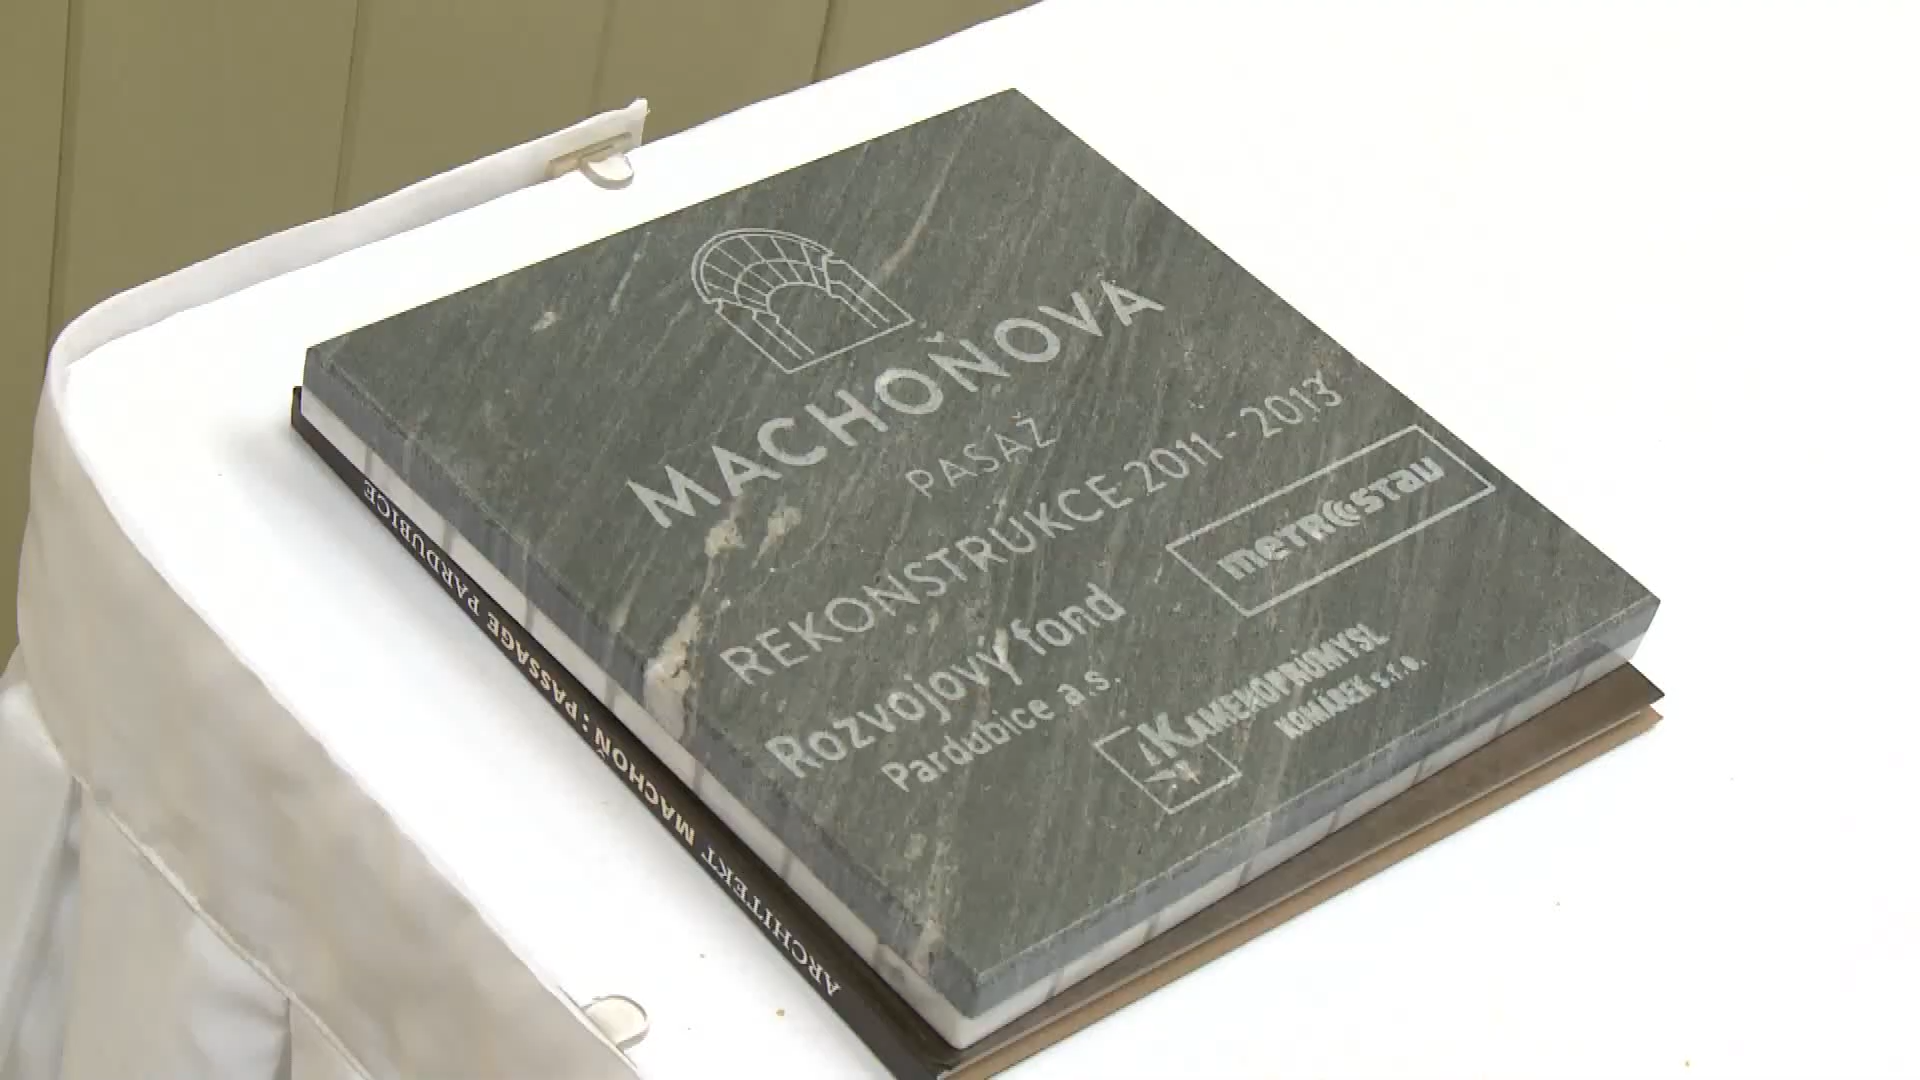 MACHOŇOVA
PASÁŽ
REKONSTRUKCE 2011 - 2013
Rozvojový fond
Pardubice a.s.
metrostav
KAMENOPRŮMYSL
KOMÁREK s.r.o.
ARCHITEKT MACHOŇ: PASSAGE PARDUBICE